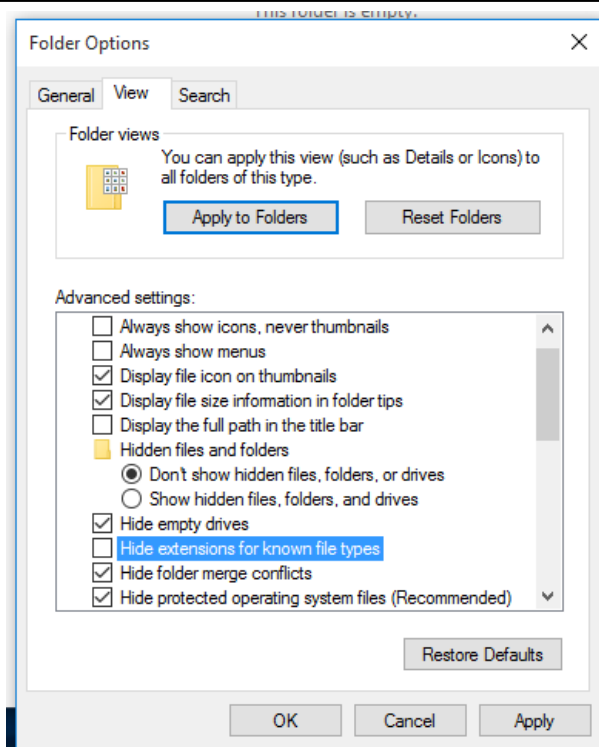 This folder is empty.
Folder Options
General View Search
Folder views
You can apply this view (such as Details or Icons) to
all folders of this type.
Apply to Folders Reset Folders
Advanced settings:
Always show icons, never thumbnails
Always show menus
Display file icon on thumbnails
Display file size information in folder tips
Display the full path in the title bar
Hidden files and folders
Don't show hidden files, folders, or drives
Show hidden files, folders, and drives
Hide empty drives
Hide extensions for known file types
Hide folder merge conflicts
Hide protected operating system files (Recommended)
Restore Defaults
OK Cancel Apply